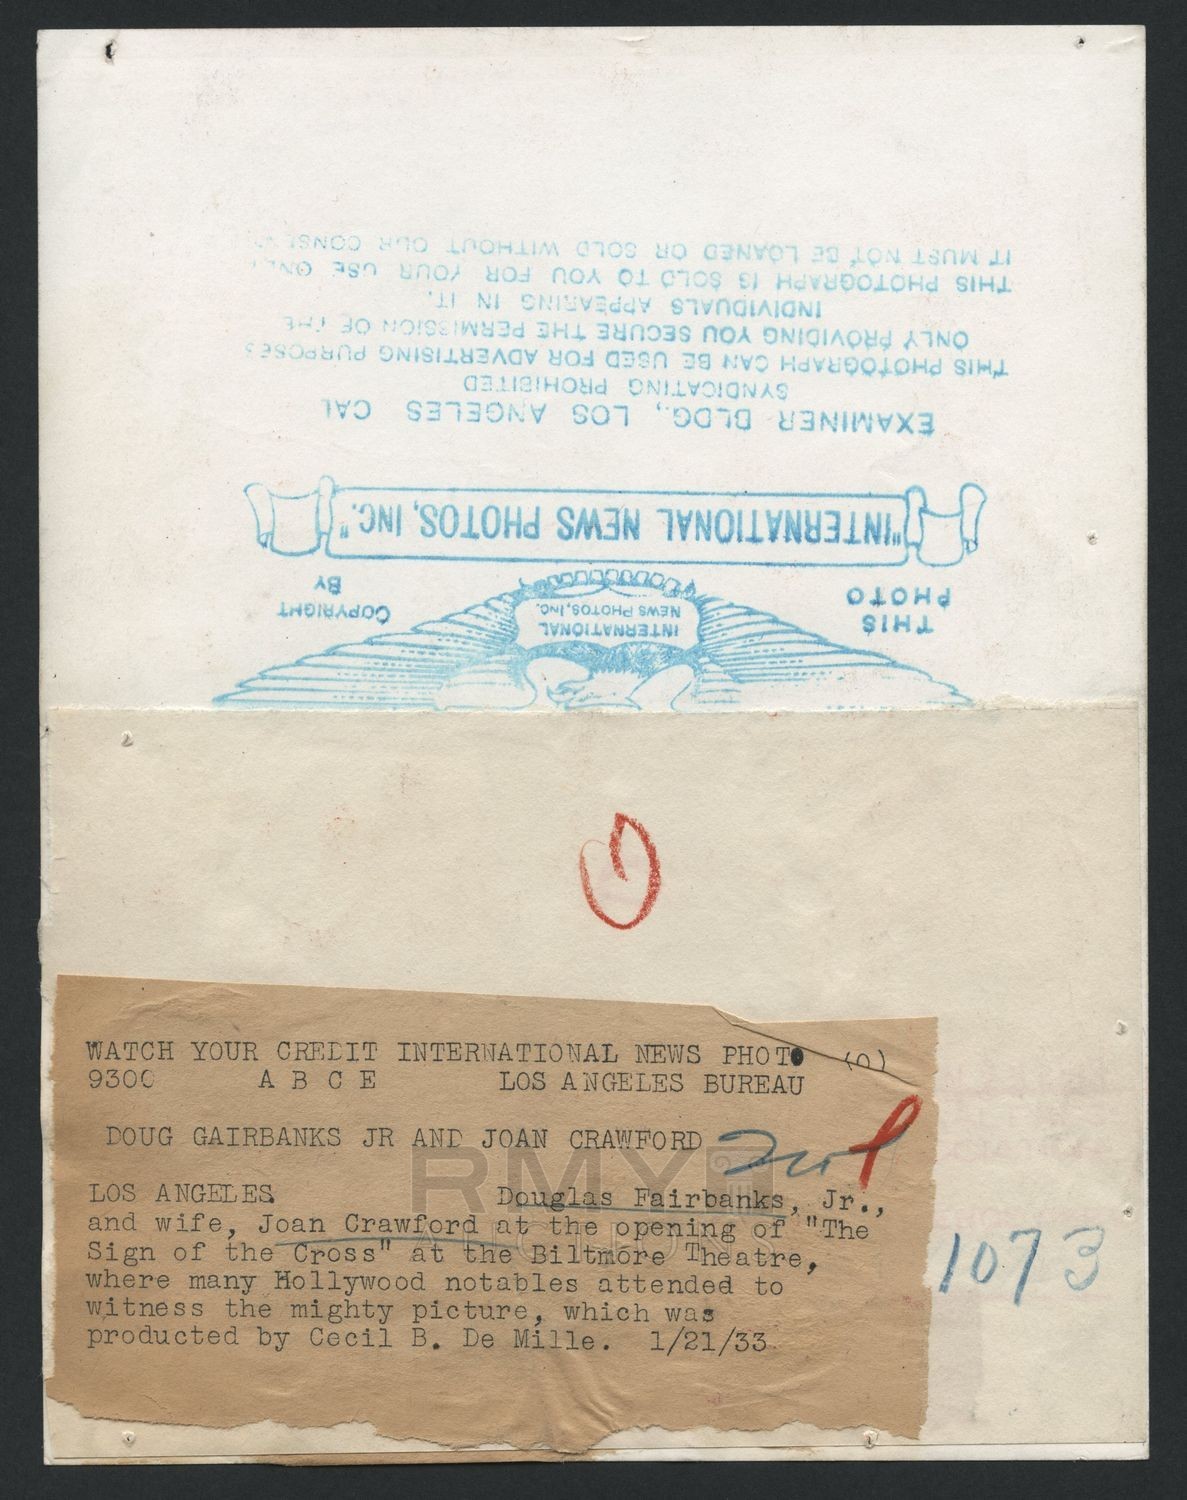 IT MUST NOT BE LOANED OR SOLD WITHOUT OUR
THIS PHOTOGRAPH IS SOLD TO YOU FOR YOUR USE
INDIVIDUALS APPEARING IN IT.
ONLY PROVIDING YOU SECURE THE PERMISSION OF THE
THIS PHOTOGRAPH CAN BE USED FOR ADVERTISING PURPOSES
SYNDICATING PROHIBITED
EXAMINER BLDG., LOS ANGELES CAL
"INTERNATIONAL NEWS PHOTOS, INC."
THIS
PHOTO
COPYRIGHT
BY
INTERNATIONAL
NEWS PHOTOS, INC.
WATCH YOUR CREDIT INTERNATIONAL NEWS PHOTO (O)
9300 A B C E LOS ANGELES BUREAU
DOUG GAIRBANKS JR AND JOAN CRAWFORD
LOS ANGELES. Douglas Fairbanks, Jr.,
and wife, Joan Crawford at the opening of "The
Sign of the Cross" at the Biltmore Theatre,
where many Hollywood notables attended to
witness the mighty picture, which was
producted by Cecil B. De Mille. 1/21/33
1073
RMY
AUCTIONS